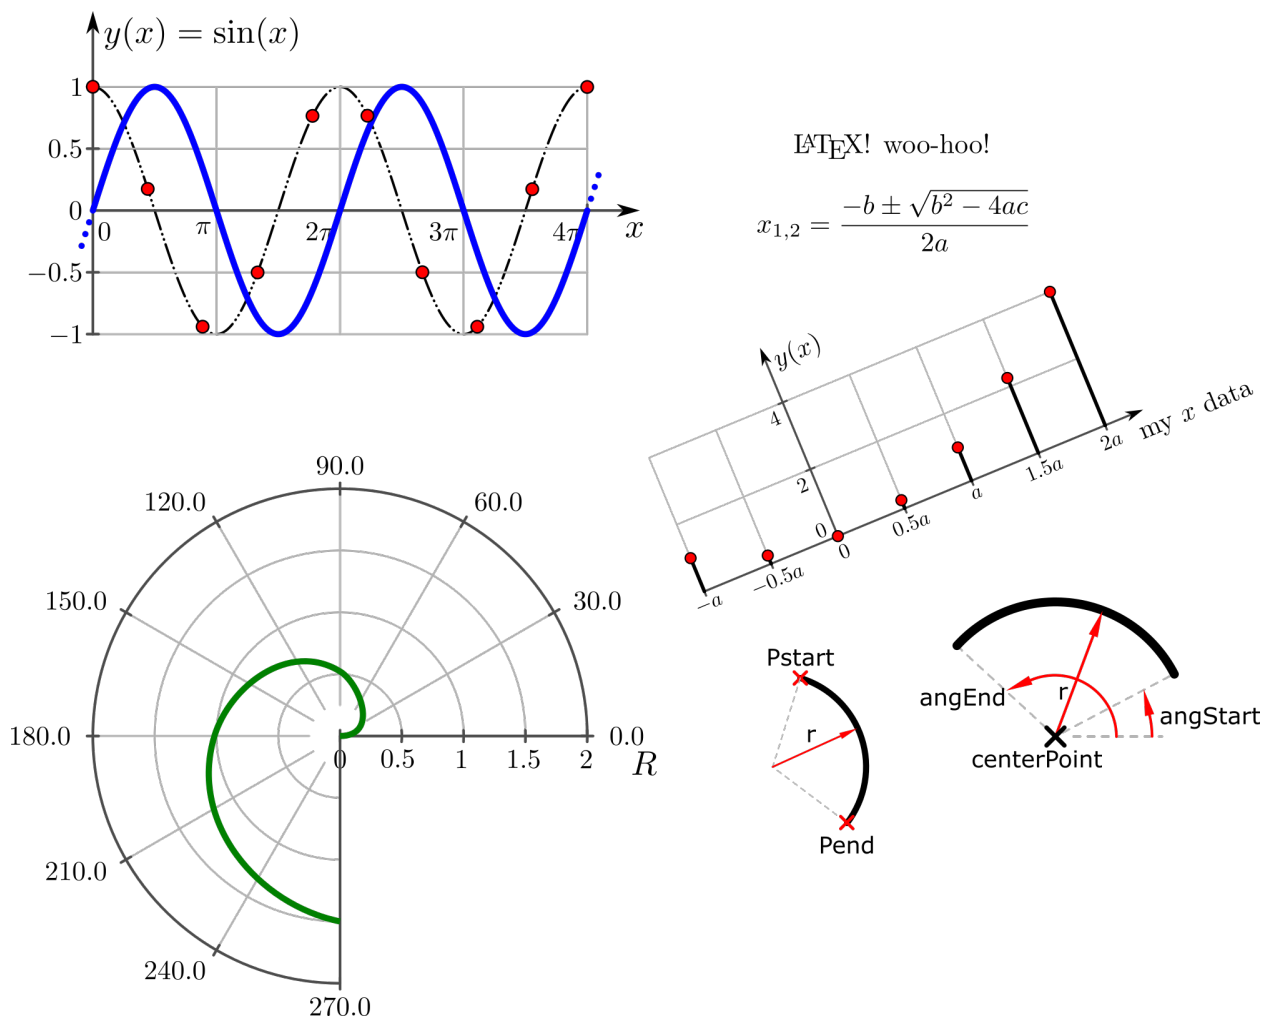 y(x) = sin(x)
1
0.5
0
−0.5
−1
0
π
2π
3π
4π
x
LATEX! woo-hoo!
x₁,₂ = (−b ± √(b² − 4ac)) / 2a
y(x)
4
2
0
−a
−0.5a
0
0.5a
a
1.5a
2a
my x data
90.0
120.0
60.0
150.0
30.0
180.0
0.0
0
0.5
1
1.5
2
R
210.0
240.0
270.0
Pstart
r
Pend
angEnd
r
angStart
centerPoint